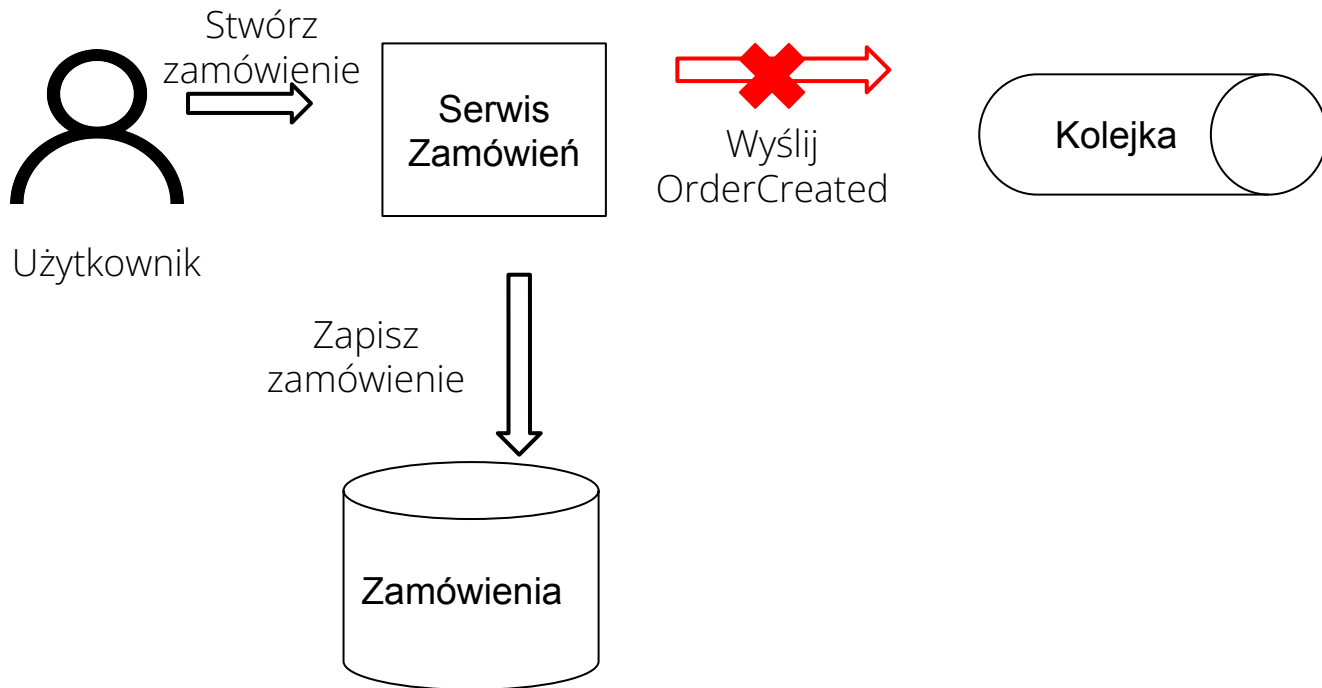 Stwórz
zamówienie
Serwis
Zamówień
Wyślij
OrderCreated
Kolejka
Użytkownik
Zapisz
zamówienie
Zamówienia